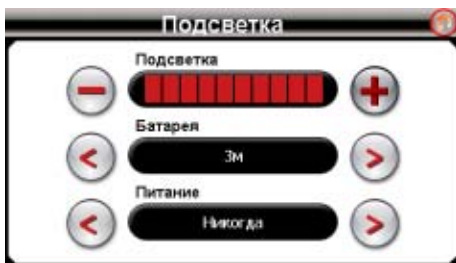 Подсветка
Подсветка
Батарея
3м
Питание
Никогда